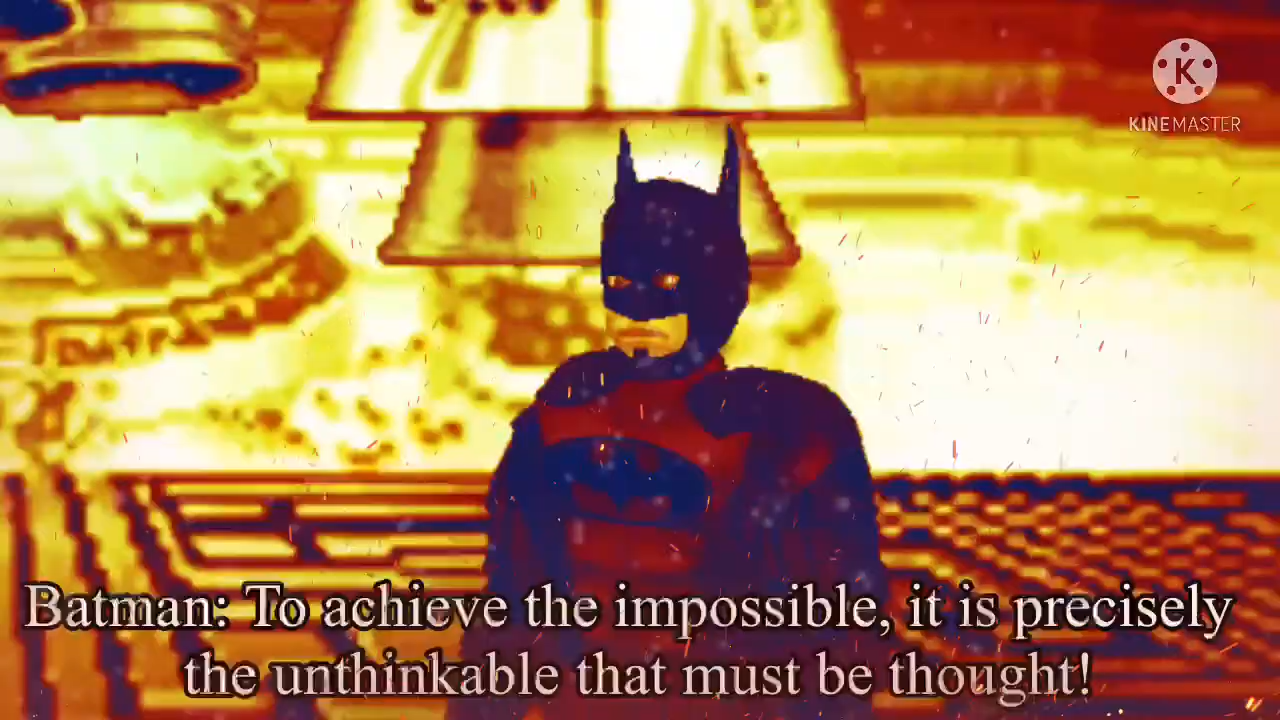 K
KINEMASTER
Batman: To achieve the impossible, it is precisely
the unthinkable that must be thought!